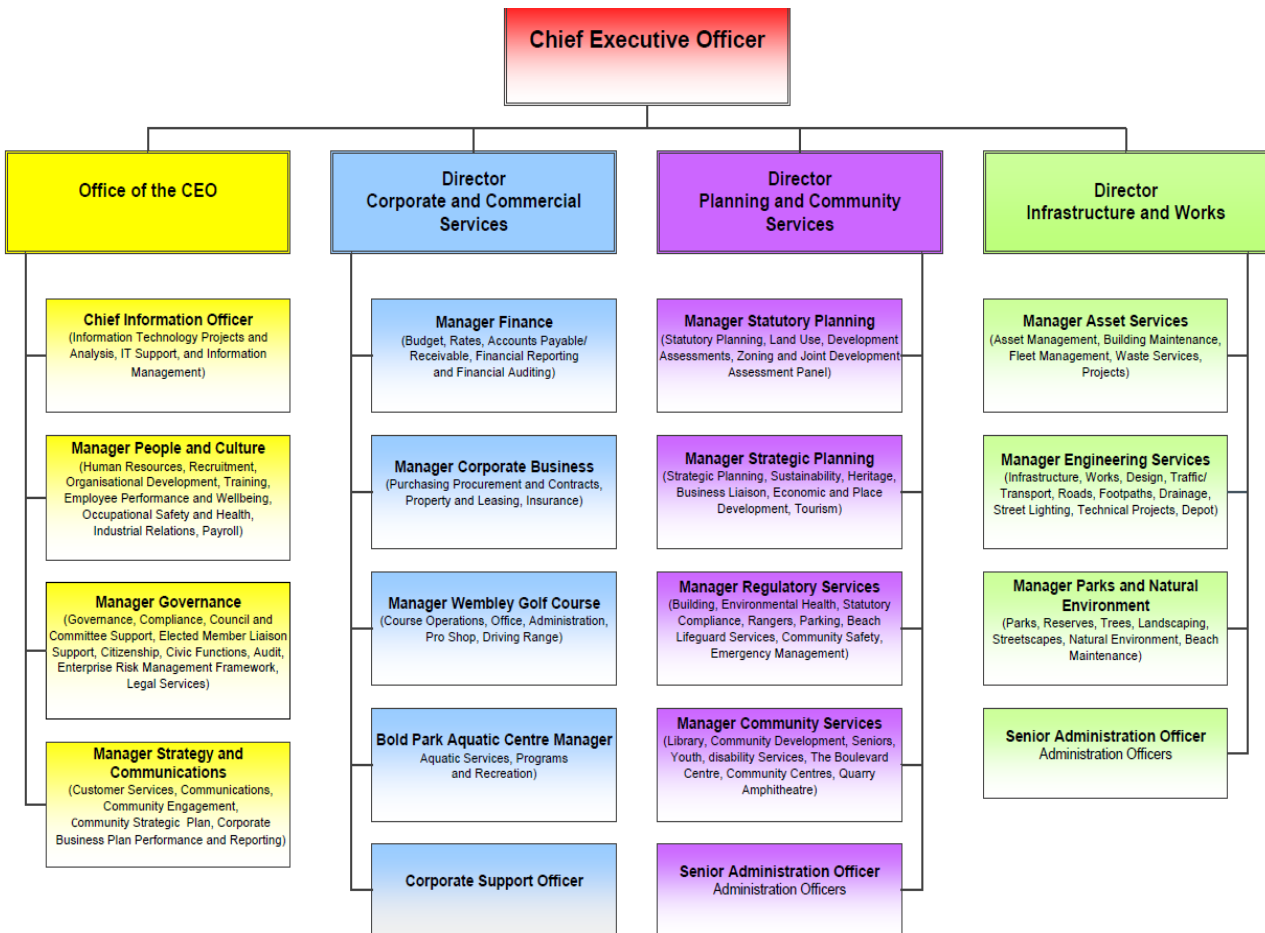 Chief Executive Officer
Office of the CEO
Director
Corporate and Commercial
Services
Director
Planning and Community
Services
Director
Infrastructure and Works
Chief Information Officer
(Information Technology Projects and
Analysis, IT Support, and Information
Management)
Manager People and Culture
(Human Resources, Recruitment,
Organisational Development, Training,
Employee Performance and Wellbeing,
Occupational Safety and Health,
Industrial Relations, Payroll)
Manager Governance
(Governance, Compliance, Council and
Committee Support, Elected Member Liaison
Support, Citizenship, Civic Functions, Audit,
Enterprise Risk Management Framework,
Legal Services)
Manager Strategy and
Communications
(Customer Services, Communications,
Community Engagement,
Community Strategic Plan, Corporate
Business Plan Performance and Reporting)
Manager Finance
(Budget, Rates, Accounts Payable/
Receivable, Financial Reporting
and Financial Auditing)
Manager Corporate Business
(Purchasing Procurement and Contracts,
Property and Leasing, Insurance)
Manager Wembley Golf Course
(Course Operations, Office, Administration,
Pro Shop, Driving Range)
Bold Park Aquatic Centre Manager
Aquatic Services, Programs
and Recreation)
Corporate Support Officer
Manager Statutory Planning
(Statutory Planning, Land Use, Development
Assessments, Zoning and Joint Development
Assessment Panel)
Manager Strategic Planning
(Strategic Planning, Sustainability, Heritage,
Business Liaison, Economic and Place
Development, Tourism)
Manager Regulatory Services
(Building, Environmental Health, Statutory
Compliance, Rangers, Parking, Beach
Lifeguard Services, Community Safety,
Emergency Management)
Manager Community Services
(Library, Community Development, Seniors,
Youth, disability Services, The Boulevard
Centre, Community Centres, Quarry
Amphitheatre)
Senior Administration Officer
Administration Officers
Manager Asset Services
(Asset Management, Building Maintenance,
Fleet Management, Waste Services,
Projects)
Manager Engineering Services
(Infrastructure, Works, Design, Traffic/
Transport, Roads, Footpaths, Drainage,
Street Lighting, Technical Projects, Depot)
Manager Parks and Natural
Environment
(Parks, Reserves, Trees, Landscaping,
Streetscapes, Natural Environment, Beach
Maintenance)
Senior Administration Officer
Administration Officers